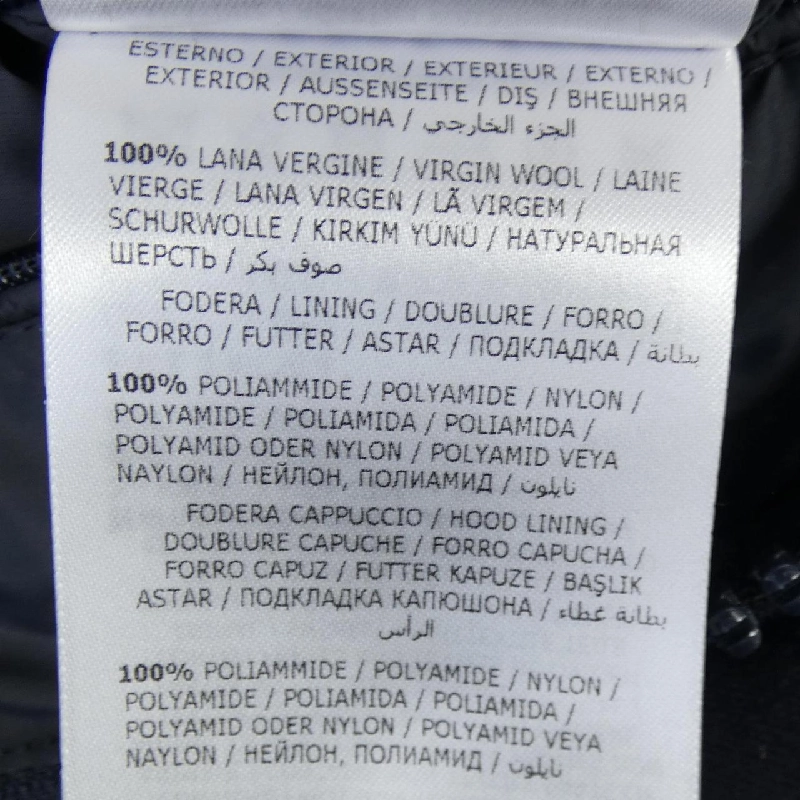 ESTERNO / EXTERIOR / EXTERIEUR / EXTERNO /
EXTERIOR / AUSSENSEITE / DIŞ / ВНЕШНЯЯ
СТОРОНА / الجزء الخارجي
100% LANA VERGINE / VIRGIN WOOL / LAINE
VIERGE / LANA VIRGEN / LÃ VIRGEM /
SCHURWOLLE / KIRKIM YÜNÜ / НАТУРАЛЬНАЯ
ШЕРСТЬ / صوف بكر
FODERA / LINING / DOUBLURE / FORRO /
FORRO / FUTTER / ASTAR / ПОДКЛАДКА / بطانة
100% POLIAMMIDE / POLYAMIDE / NYLON /
POLYAMIDE / POLIAMIDA / POLIAMIDA /
POLYAMID ODER NYLON / POLYAMID VEYA
NAYLON / НЕЙЛОН, ПОЛИАМИД / نايلون
FODERA CAPPUCCIO / HOOD LINING /
DOUBLURE CAPUCHE / FORRO CAPUCHA /
FORRO CAPUZ / FUTTER KAPUZE / BAŞLIK
ASTAR / ПОДКЛАДКА КАПЮШОНА / بطانة غطاء
الرأس
100% POLIAMMIDE / POLYAMIDE / NYLON /
POLYAMIDE / POLIAMIDA / POLIAMIDA /
POLYAMID ODER NYLON / POLYAMID VEYA
NAYLON / НЕЙЛОН, ПОЛИАМИД / نايلون